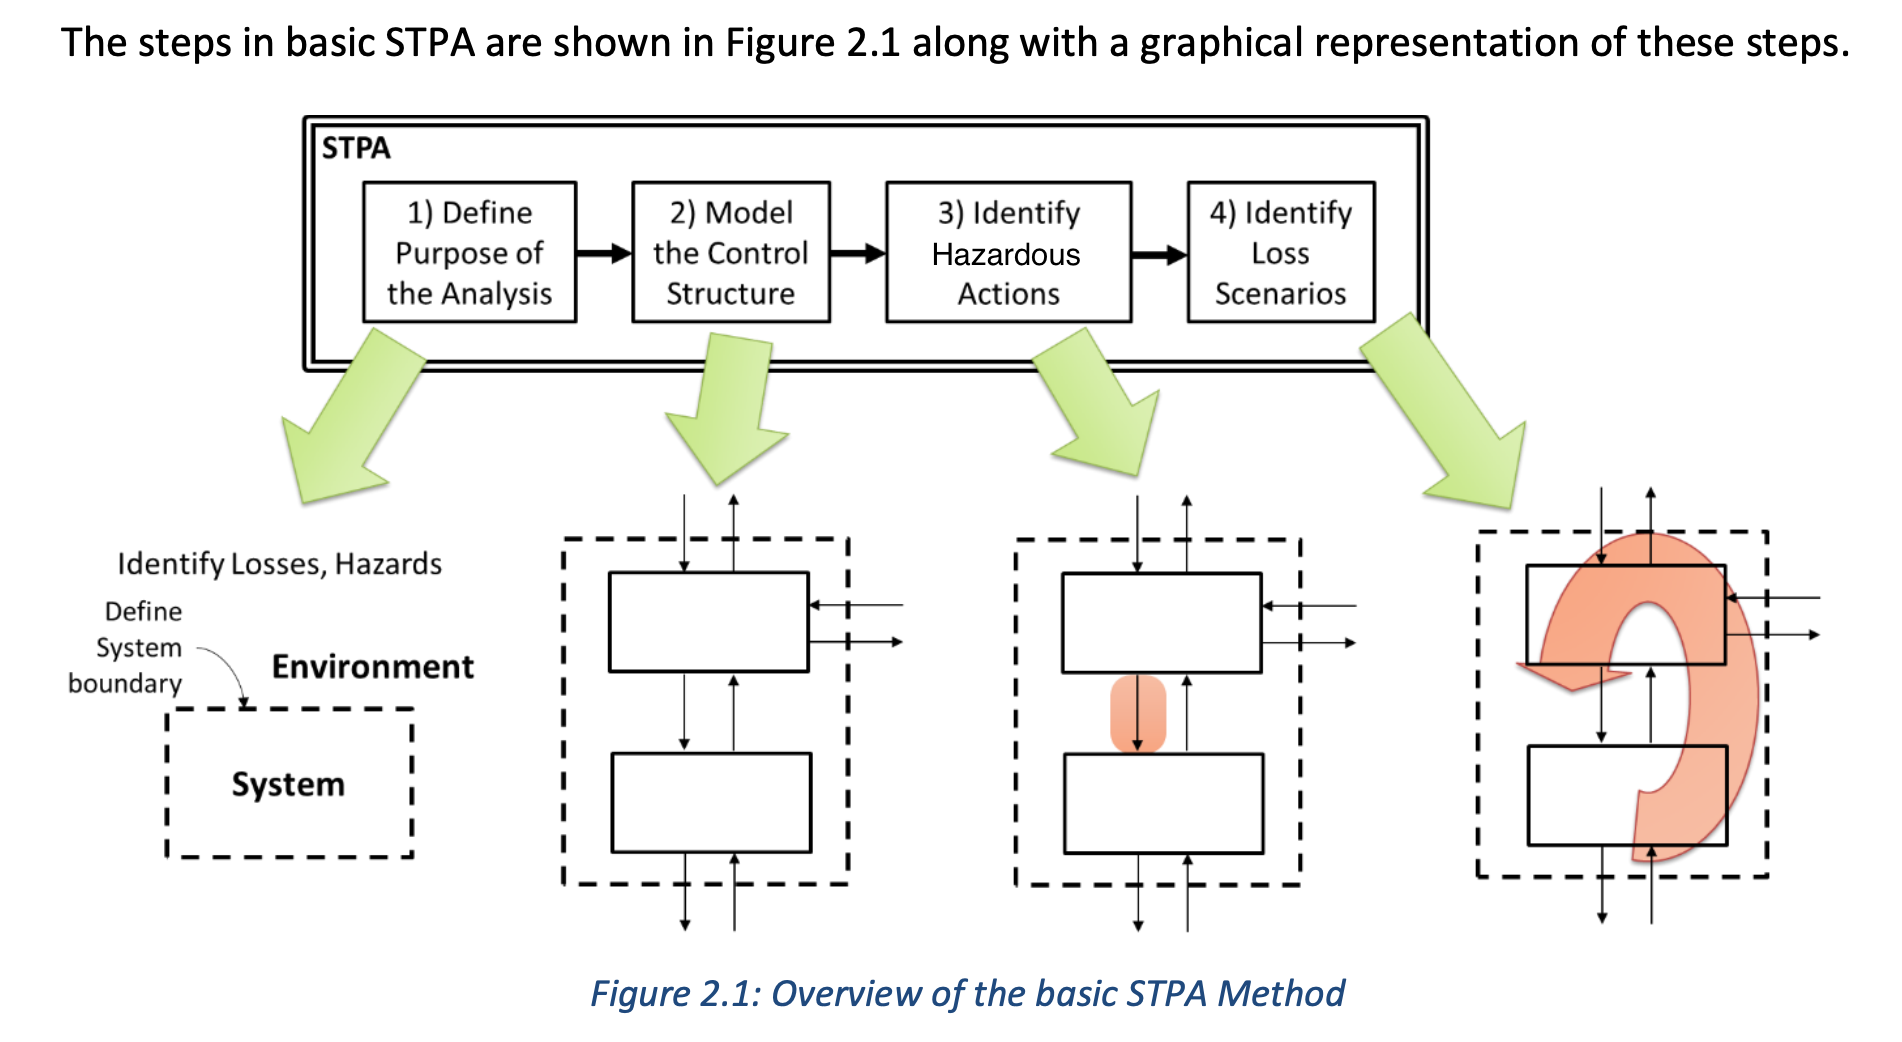 The steps in basic STPA are shown in Figure 2.1 along with a graphical representation of these steps.
STPA
1) Define
Purpose of
the Analysis
2) Model
the Control
Structure
3) Identify
Hazardous
Actions
4) Identify
Loss
Scenarios
Identify Losses, Hazards
Define
System
boundary
Environment
System
Figure 2.1: Overview of the basic STPA Method